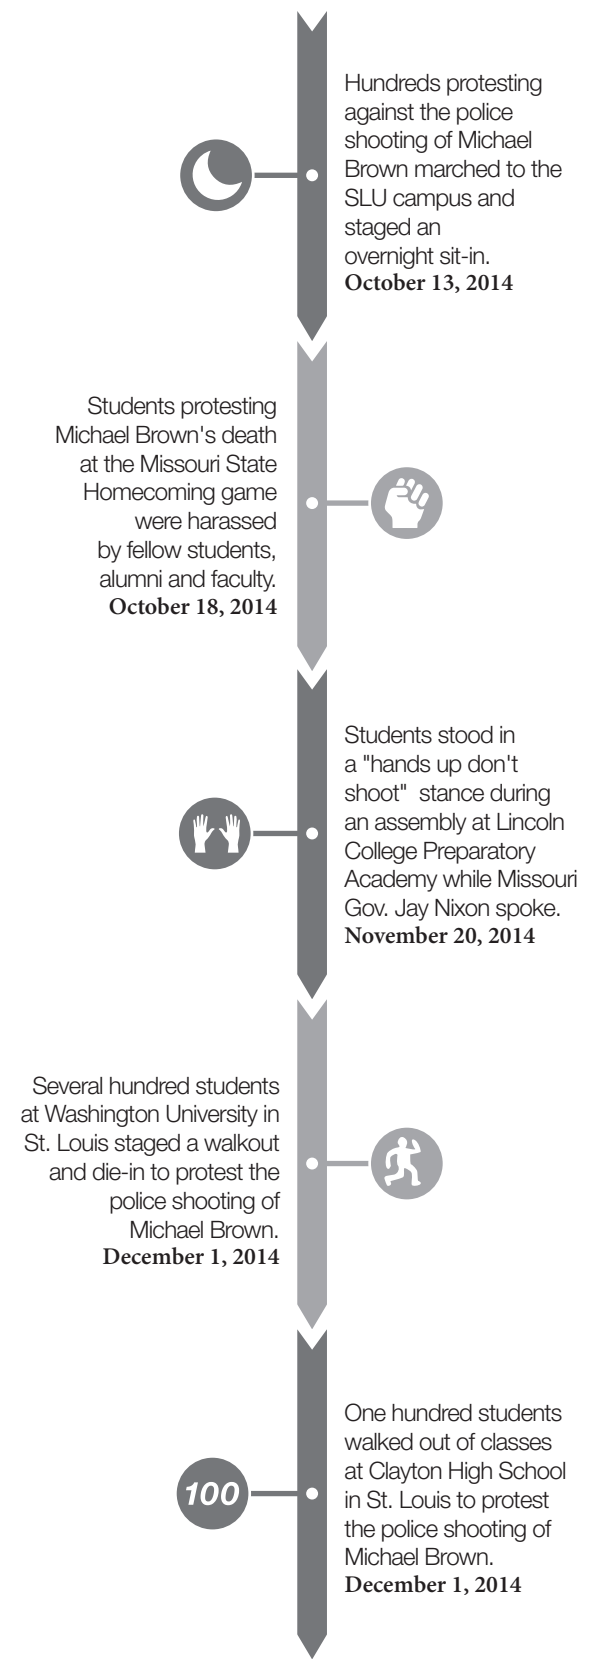 Hundreds protesting
against the police
shooting of Michael
Brown marched to the
SLU campus and
staged an
overnight sit-in.
October 13, 2014
Students protesting
Michael Brown's death
at the Missouri State
Homecoming game
were harassed
by fellow students,
alumni and faculty.
October 18, 2014
Students stood in
a "hands up don't
shoot"  stance during
an assembly at Lincoln
College Preparatory
Academy while Missouri
Gov. Jay Nixon spoke.
November 20, 2014
Several hundred students
at Washington University in
St. Louis staged a walkout
and die-in to protest the
police shooting of
Michael Brown.
December 1, 2014
100
One hundred students
walked out of classes
at Clayton High School
in St. Louis to protest
the police shooting of
Michael Brown.
December 1, 2014